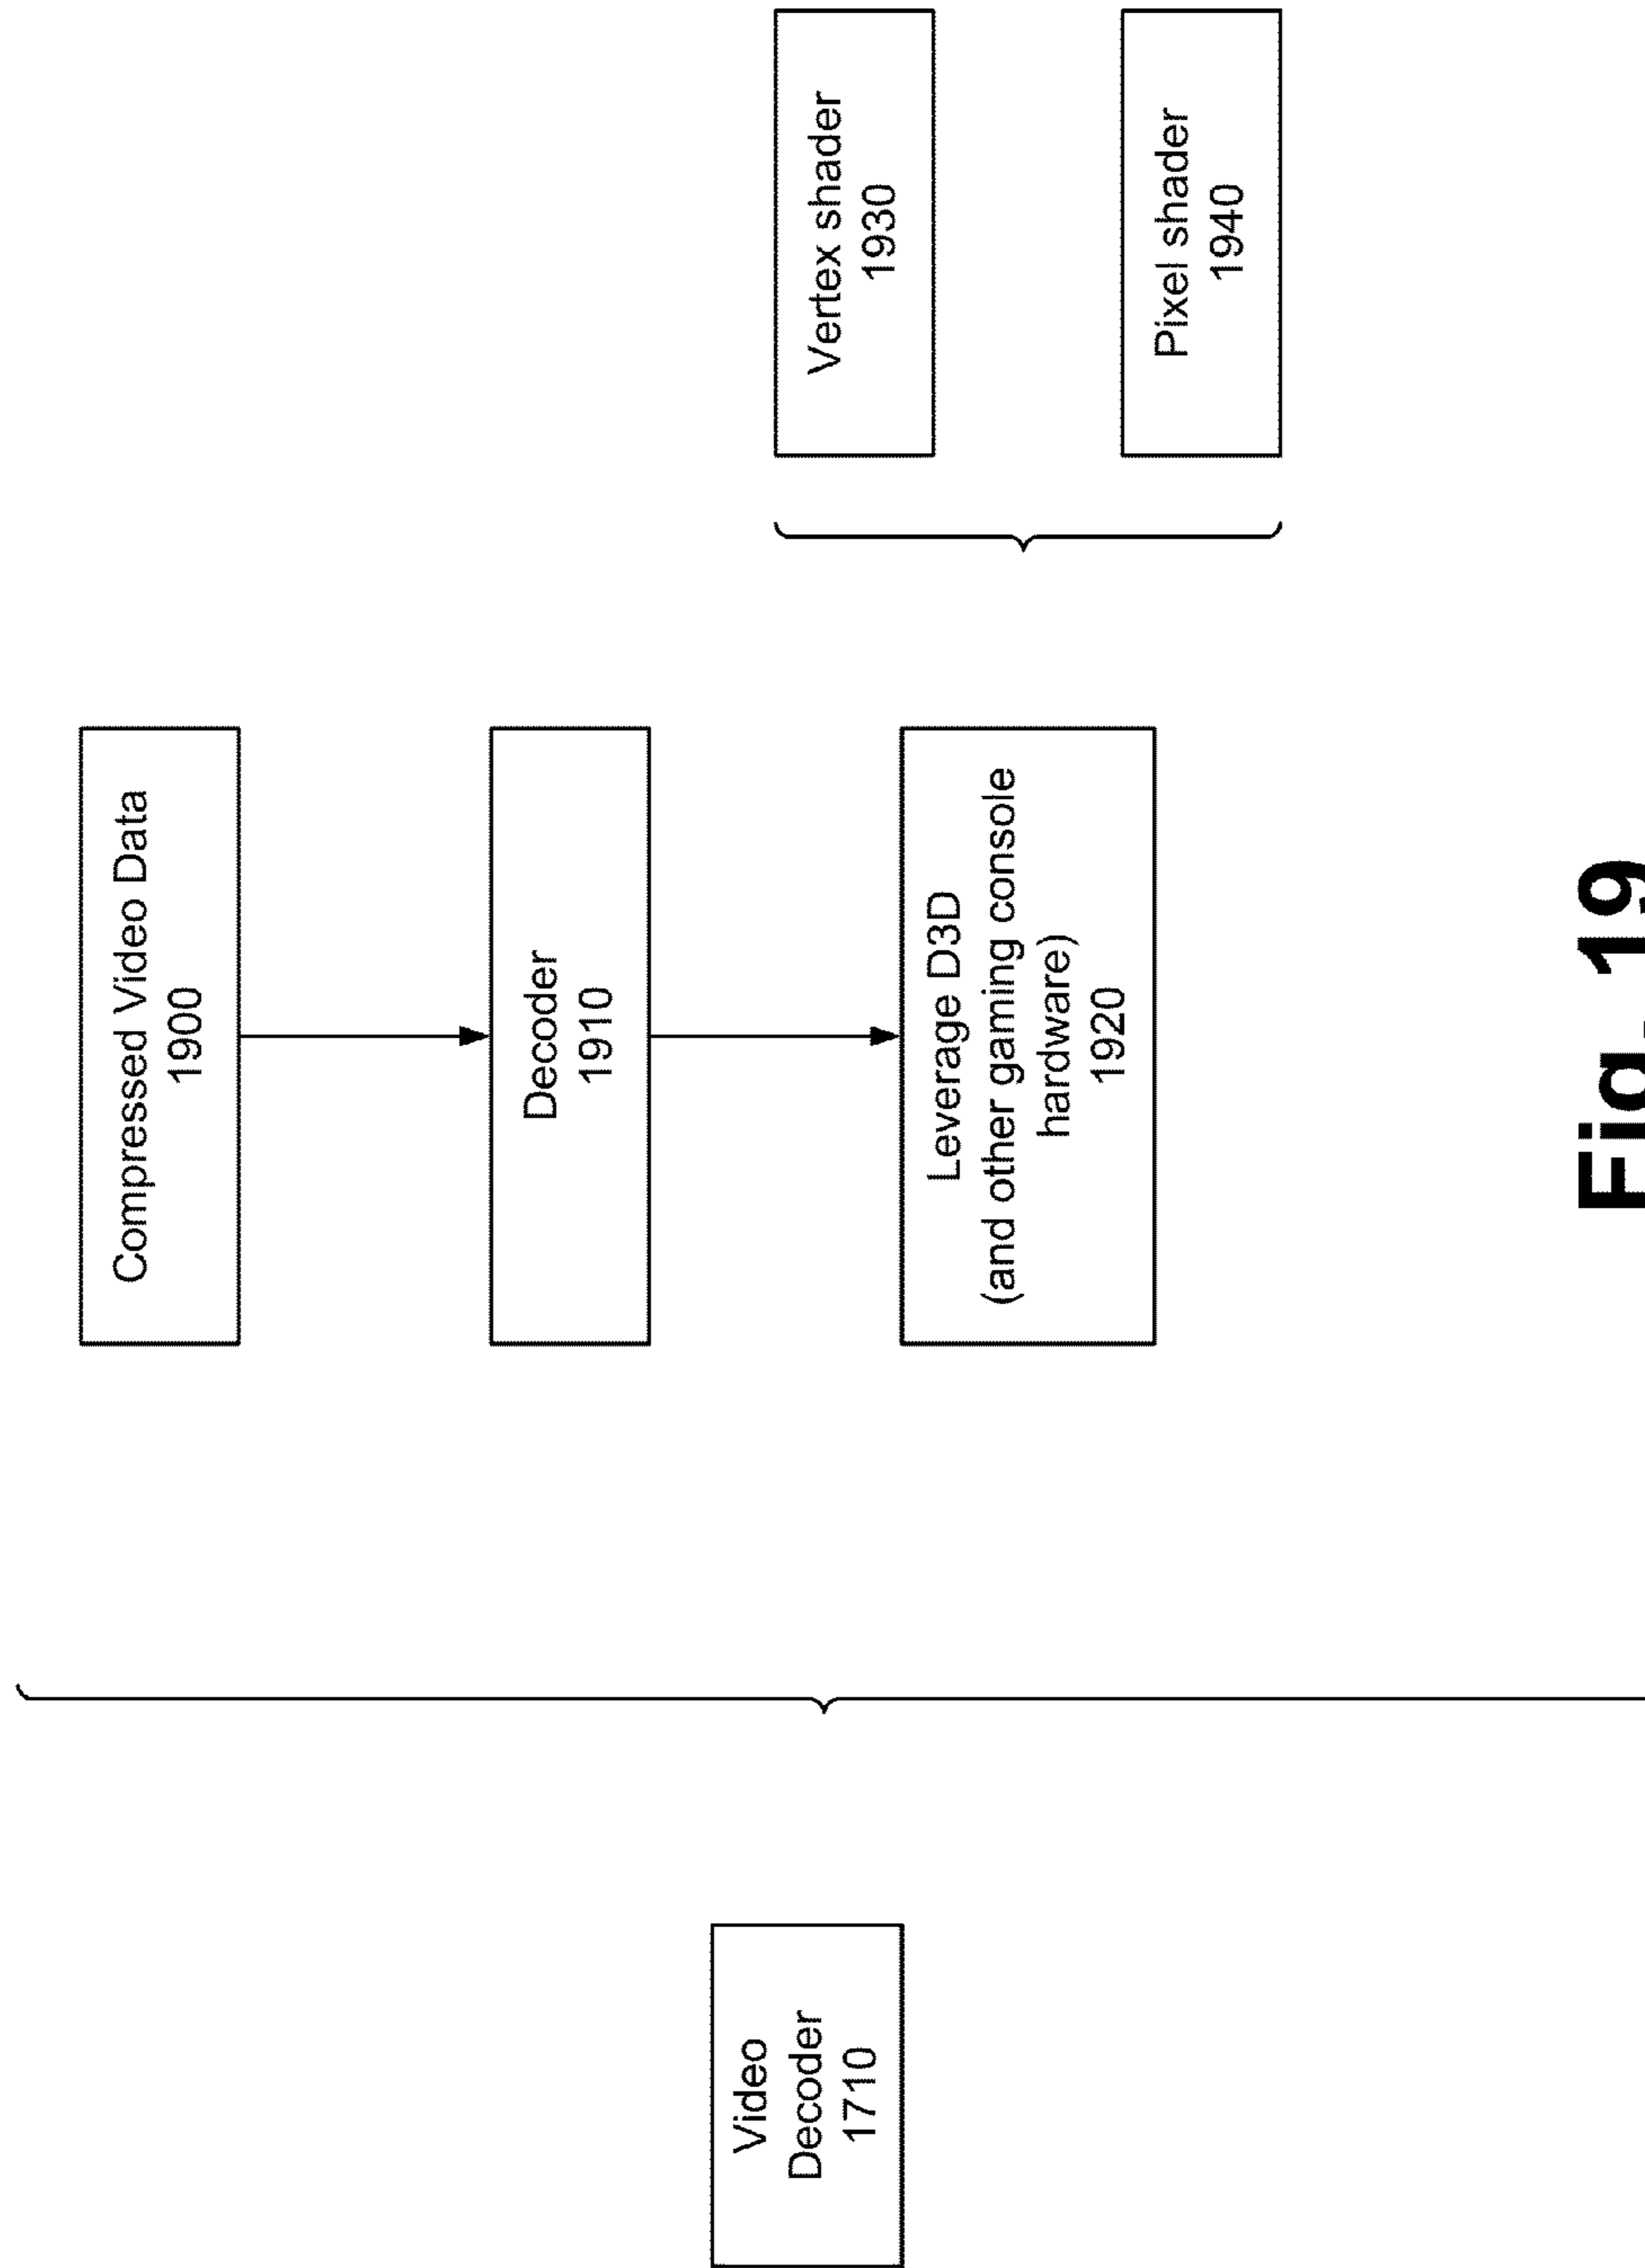 Video
Decoder
1710
Compressed Video Data
1900
Decoder
1910
Leverage D3D
(and other gaming console
hardware)
1920
Vertex shader
1930
Pixel shader
1940
Fig. 19